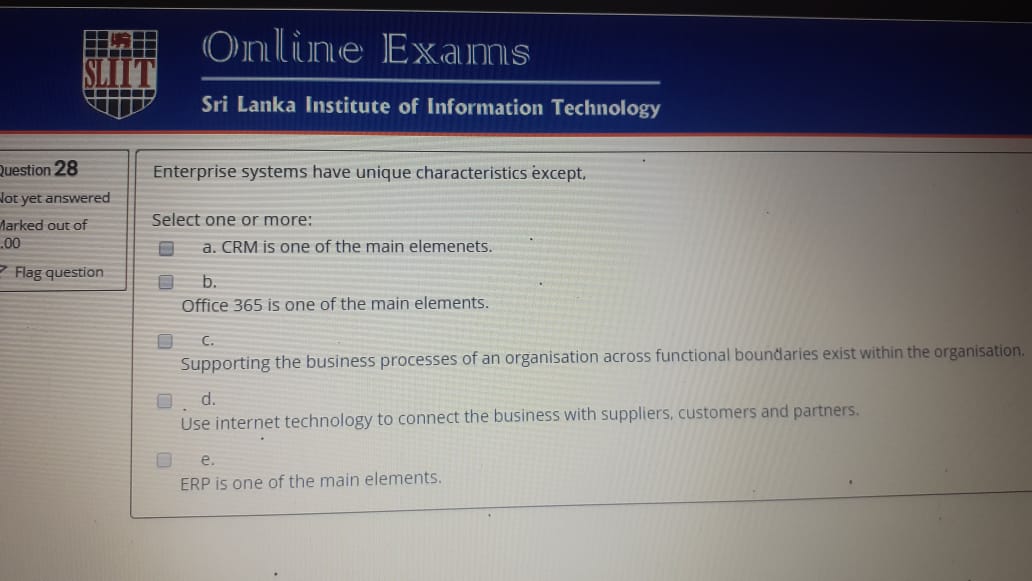 SLIIT
Online Exams
Sri Lanka Institute of Information Technology
Question 28
Not yet answered
Marked out of
.00
Flag question
Enterprise systems have unique characteristics except,
Select one or more:
a. CRM is one of the main elemenets.
b.
Office 365 is one of the main elements.
c.
Supporting the business processes of an organisation across functional boundaries exist within the organisation.
d.
Use internet technology to connect the business with suppliers, customers and partners.
e.
ERP is one of the main elements.